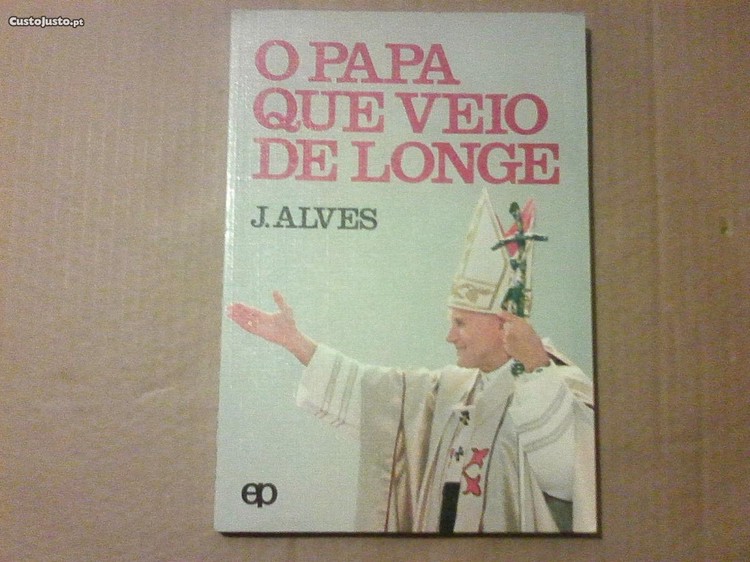 CustoJusto.pt
O PAPA
QUE VEIO
DE LONGE
J. ALVES
ep